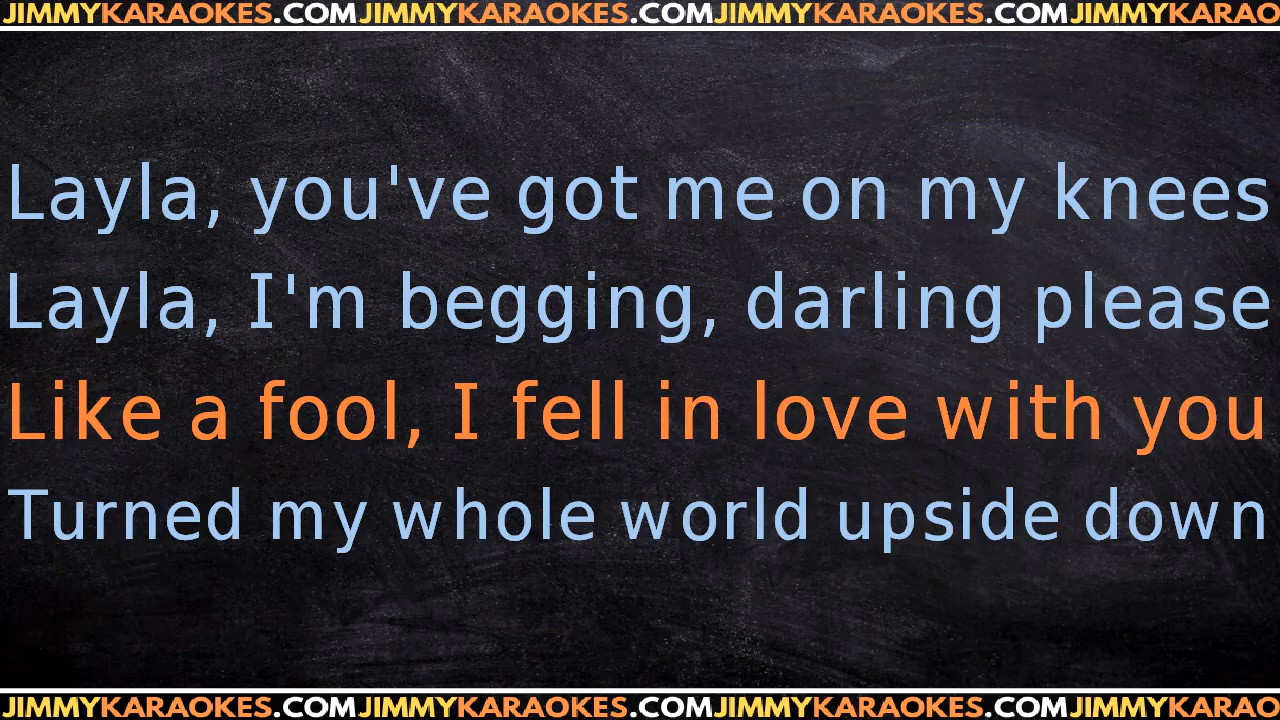 JIMMYKARAOKES.COMJIMMYKARAOKES.COMJIMMYKARAOKES.COMJIMMYKARAO
Layla, you've got me on my knees
Layla, I'm begging, darling please
Like a fool, I fell in love with you
Turned my whole world upside down
JIMMYKARAOKES.COMJIMMYKARAOKES.COMJIMMYKARAOKES.COMJIMMYKARAO